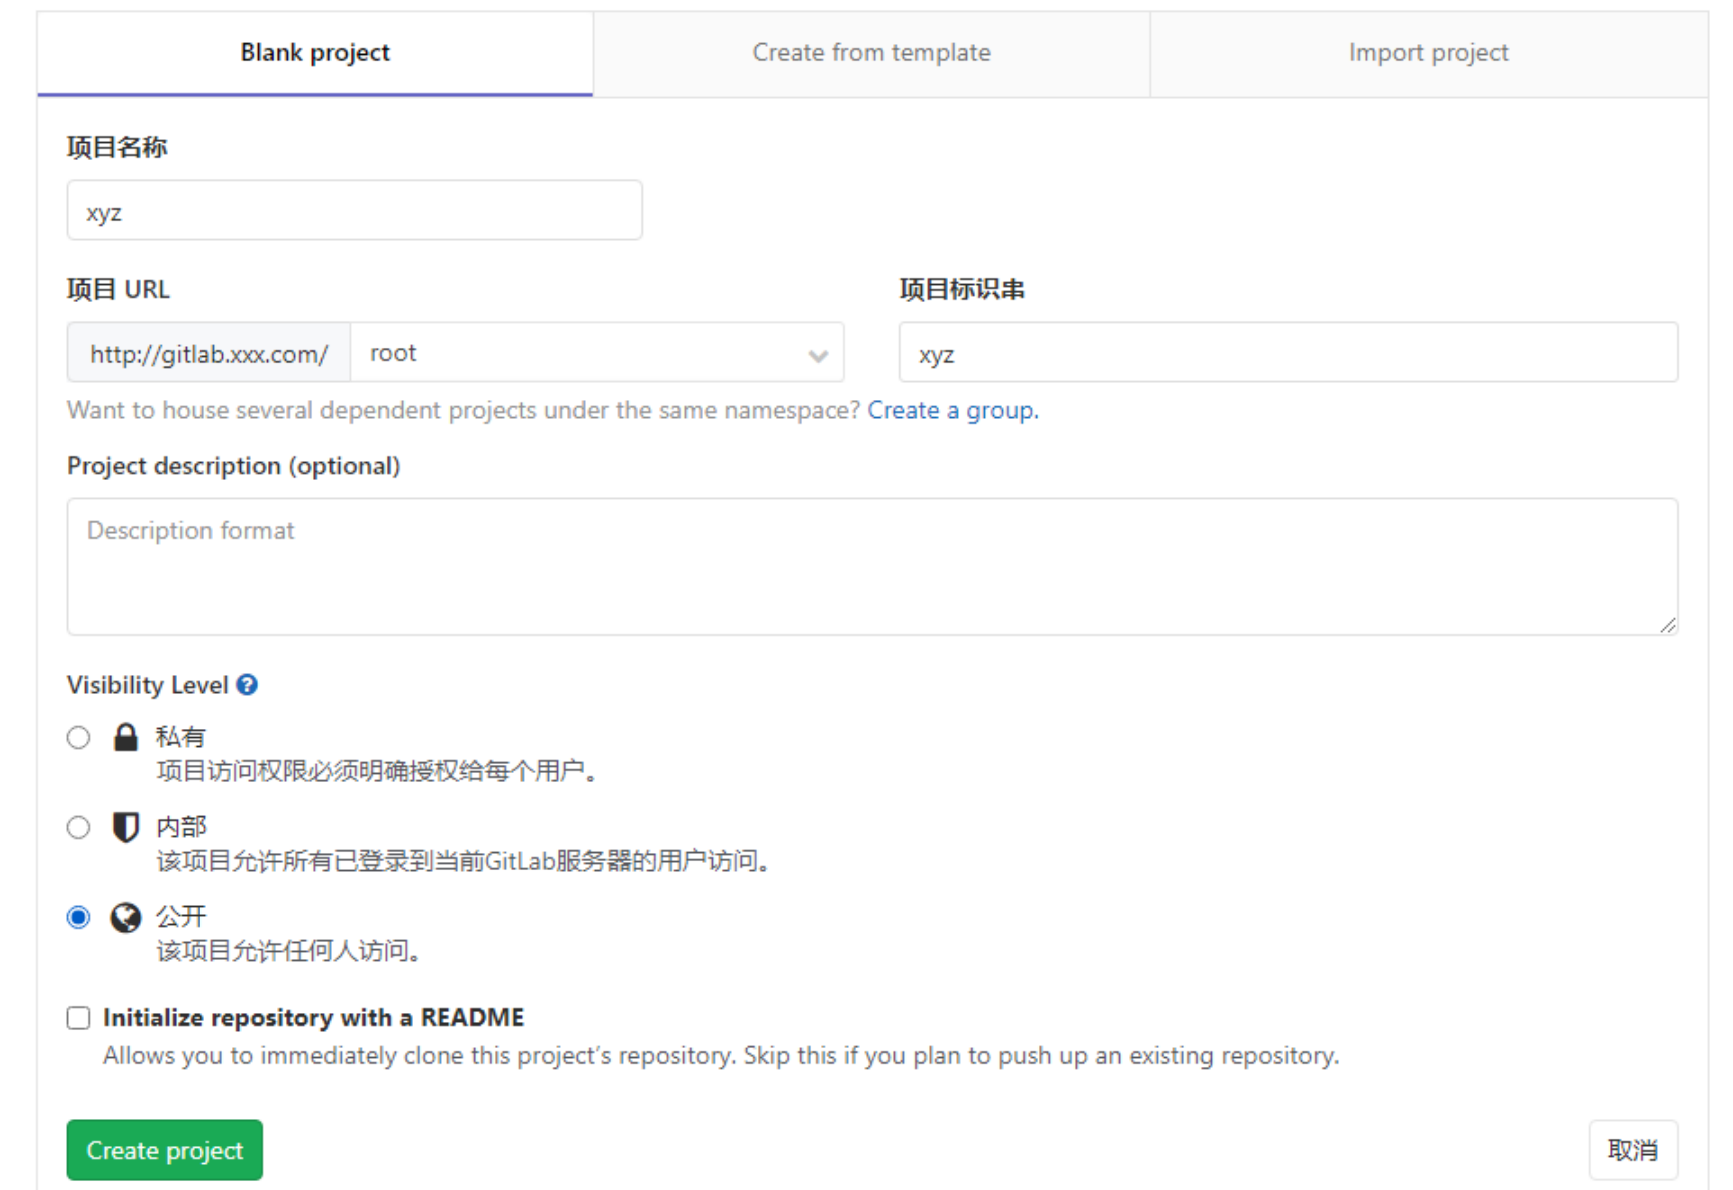 Blank project
Create from template
Import project
项目名称
xyz
项目 URL
项目标识串
http://gitlab.xxx.com/
root
xyz
Want to house several dependent projects under the same namespace? Create a group.
Project description (optional)
Description format
Visibility Level
私有
项目访问权限必须明确授权给每个用户。
内部
该项目允许所有已登录到当前GitLab服务器的用户访问。
公开
该项目允许任何人访问。
Initialize repository with a README
Allows you to immediately clone this project’s repository. Skip this if you plan to push up an existing repository.
Create project
取消